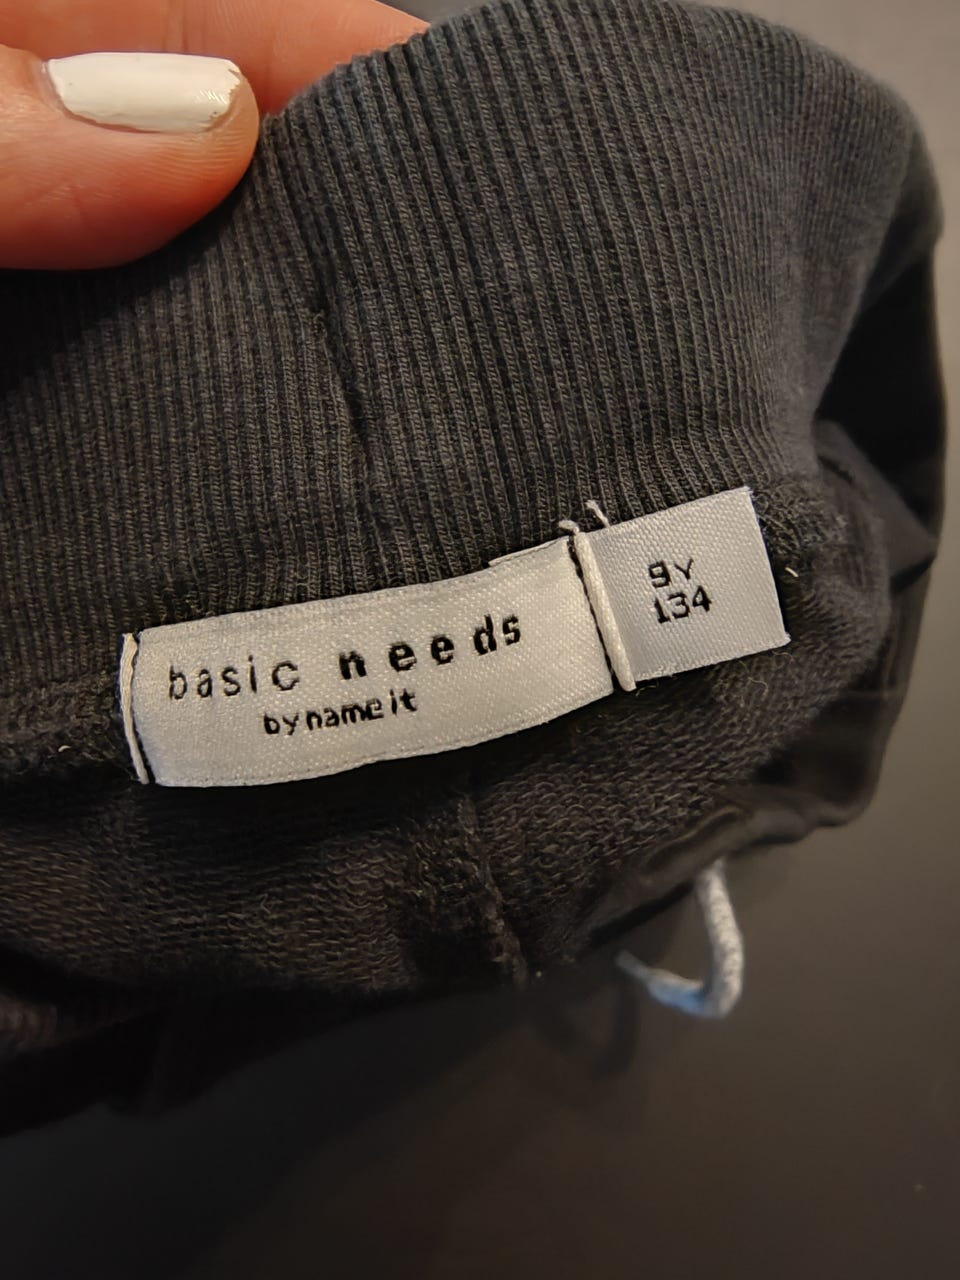 basic needs
by name it
9Y
134